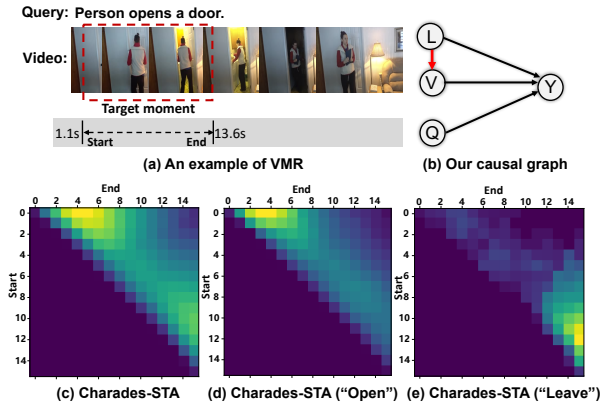 Query: Person opens a door.
Video:
Target moment
1.1s
13.6s
Start
End
(a) An example of VMR
L
V
Y
Q
(b) Our causal graph
End
0 2 4 6 8 10 12 14
Start
0
2
4
6
8
10
12
14
(c) Charades-STA
End
0 2 4 6 8 10 12 14
Start
0
2
4
6
8
10
12
14
(d) Charades-STA (“Open”)
End
0 2 4 6 8 10 12 14
Start
0
2
4
6
8
10
12
14
(e) Charades-STA (“Leave”)